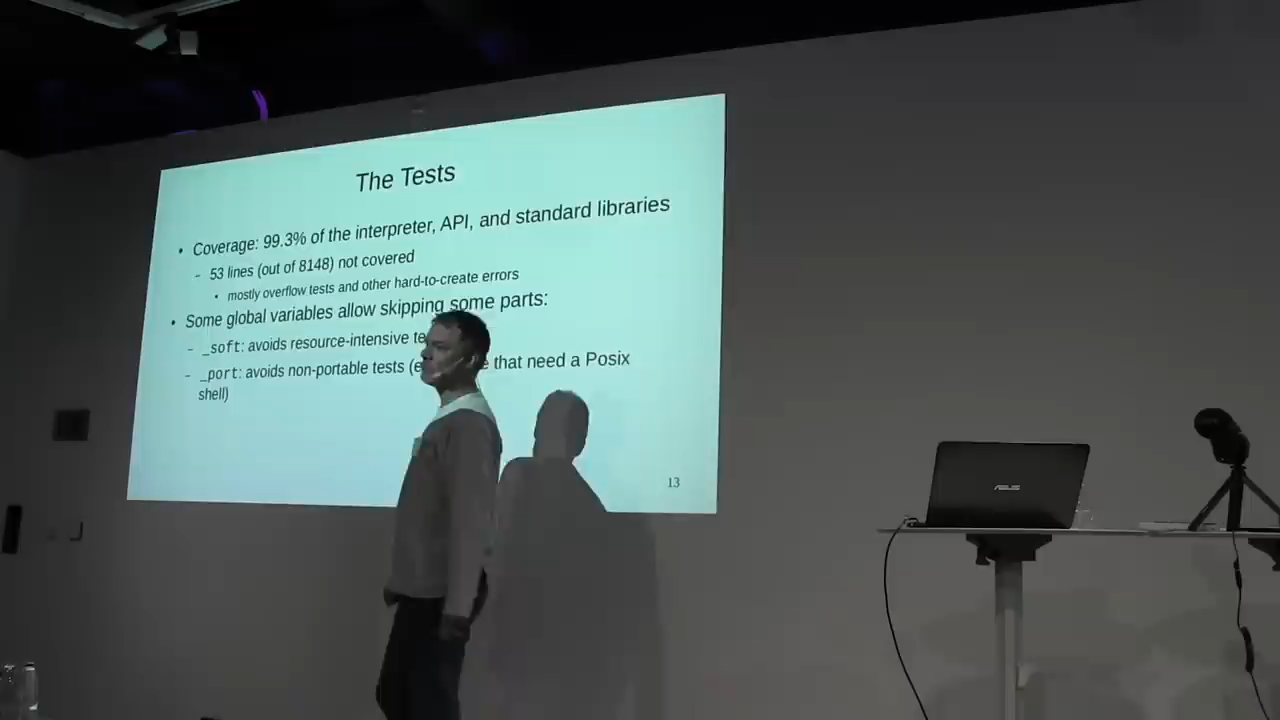 The Tests
• Coverage: 99.3% of the interpreter, API, and standard libraries
– 53 lines (out of 8148) not covered
• mostly overflow tests and other hard-to-create errors
• Some global variables allow skipping some parts:
– _soft: avoids resource-intensive
– _port: avoids non-portable tests that need a Posix
shell)
13
ASUS